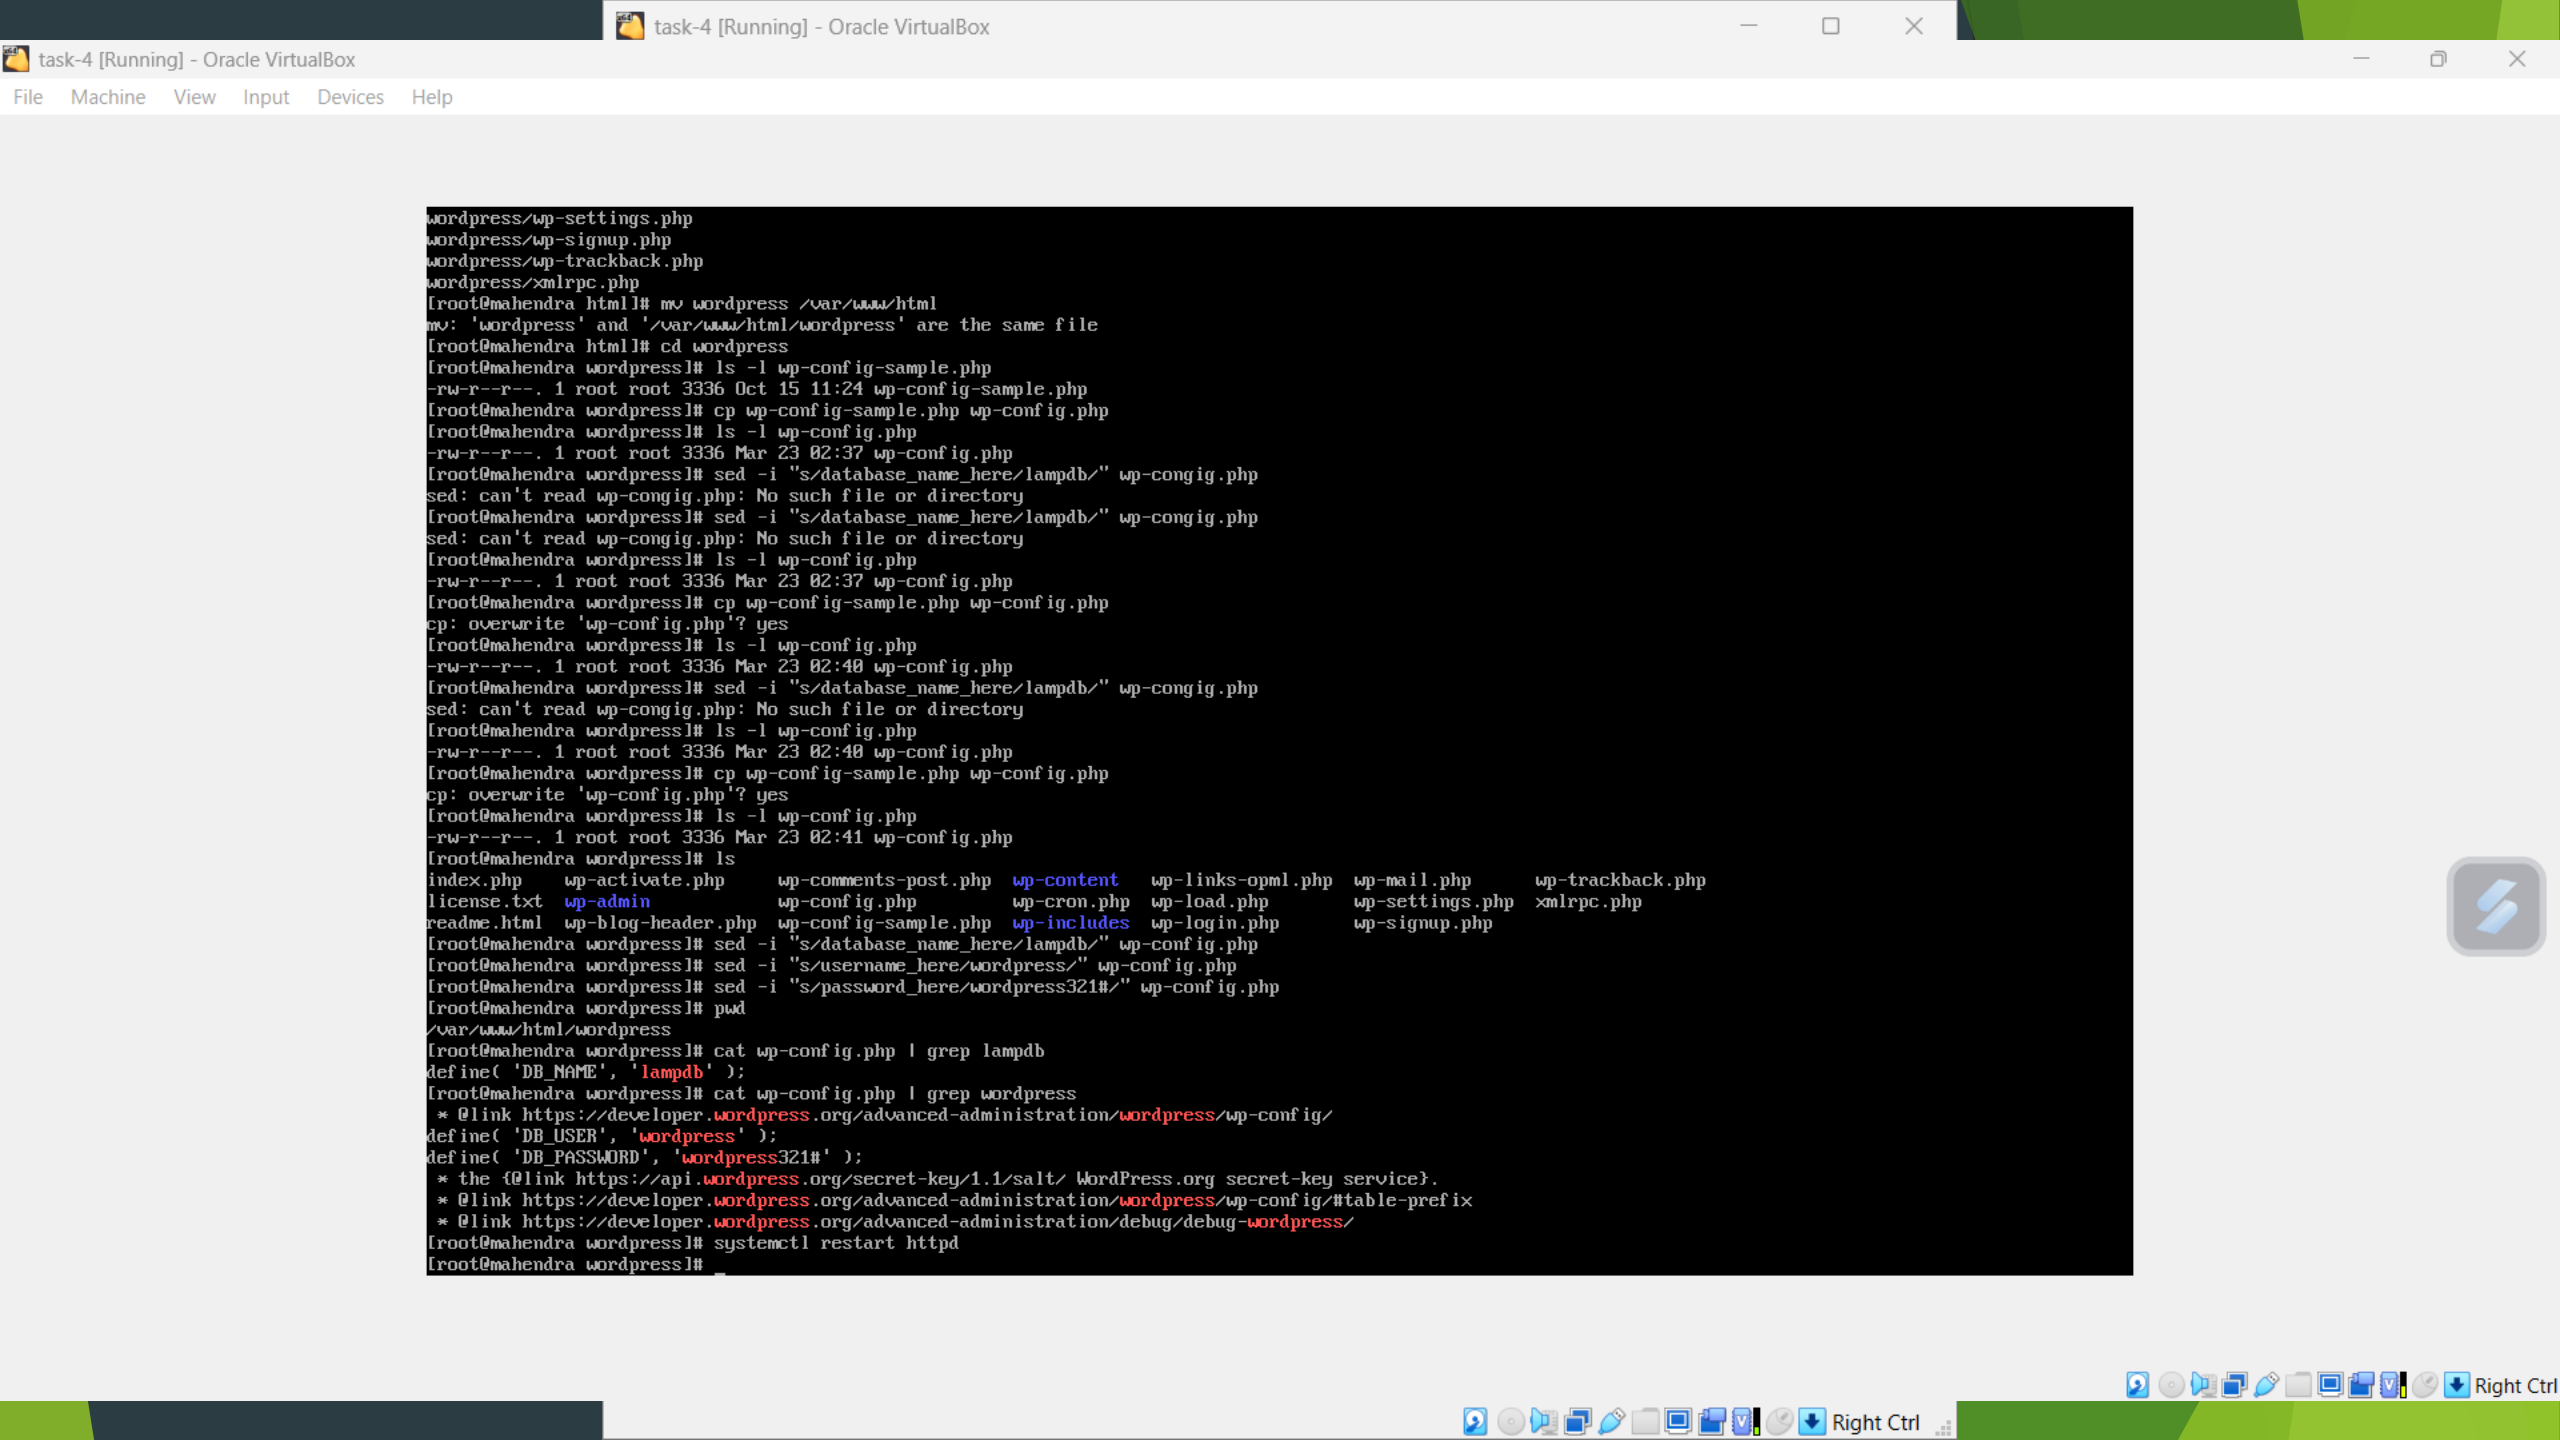 task-4 [Running] - Oracle VirtualBox
task-4 [Running] - Oracle VirtualBox
File Machine View Input Devices Help
wordpress/wp-settings.php
wordpress/wp-signup.php
wordpress/wp-trackback.php
wordpress/xmlrpc.php
[root@mahendra html]# mv wordpress /var/www/html
mv: 'wordpress' and '/var/www/html/wordpress' are the same file
[root@mahendra html]# cd wordpress
[root@mahendra wordpress]# ls -l wp-config-sample.php
-rw-r--r--. 1 root root 3336 Oct 15 11:24 wp-config-sample.php
[root@mahendra wordpress]# cp wp-config-sample.php wp-config.php
[root@mahendra wordpress]# ls -l wp-config.php
-rw-r--r--. 1 root root 3336 Mar 23 02:37 wp-config.php
[root@mahendra wordpress]# sed -i "s/database_name_here/lampdb/" wp-congig.php
sed: can't read wp-congig.php: No such file or directory
[root@mahendra wordpress]# sed -i "s/database_name_here/lampdb/" wp-congig.php
sed: can't read wp-congig.php: No such file or directory
[root@mahendra wordpress]# ls -l wp-config.php
-rw-r--r--. 1 root root 3336 Mar 23 02:37 wp-config.php
[root@mahendra wordpress]# cp wp-config-sample.php wp-config.php
cp: overwrite 'wp-config.php'? yes
[root@mahendra wordpress]# ls -l wp-config.php
-rw-r--r--. 1 root root 3336 Mar 23 02:40 wp-config.php
[root@mahendra wordpress]# sed -i "s/database_name_here/lampdb/" wp-congig.php
sed: can't read wp-congig.php: No such file or directory
[root@mahendra wordpress]# ls -l wp-config.php
-rw-r--r--. 1 root root 3336 Mar 23 02:40 wp-config.php
[root@mahendra wordpress]# cp wp-config-sample.php wp-config.php
cp: overwrite 'wp-config.php'? yes
[root@mahendra wordpress]# ls -l wp-config.php
-rw-r--r--. 1 root root 3336 Mar 23 02:41 wp-config.php
[root@mahendra wordpress]# ls
index.php wp-activate.php wp-comments-post.php wp-content wp-links-opml.php wp-mail.php wp-trackback.php
license.txt wp-admin wp-config.php wp-cron.php wp-load.php wp-settings.php xmlrpc.php
readme.html wp-blog-header.php wp-config-sample.php wp-includes wp-login.php wp-signup.php
[root@mahendra wordpress]# sed -i "s/database_name_here/lampdb/" wp-config.php
[root@mahendra wordpress]# sed -i "s/username_here/wordpress/" wp-config.php
[root@mahendra wordpress]# sed -i "s/password_here/wordpress321#/" wp-config.php
[root@mahendra wordpress]# pwd
/var/www/html/wordpress
[root@mahendra wordpress]# cat wp-config.php | grep lampdb
define( 'DB_NAME', 'lampdb' );
[root@mahendra wordpress]# cat wp-config.php | grep wordpress
 * @link https://developer.wordpress.org/advanced-administration/wordpress/wp-config/
define( 'DB_USER', 'wordpress' );
define( 'DB_PASSWORD', 'wordpress321#' );
 * the {@link https://api.wordpress.org/secret-key/1.1/salt/ WordPress.org secret-key service}.
 * @link https://developer.wordpress.org/advanced-administration/wordpress/wp-config/#table-prefix
 * @link https://developer.wordpress.org/advanced-administration/debug/debug-wordpress/
[root@mahendra wordpress]# systemctl restart httpd
[root@mahendra wordpress]# _
Right Ctrl
Right Ctrl